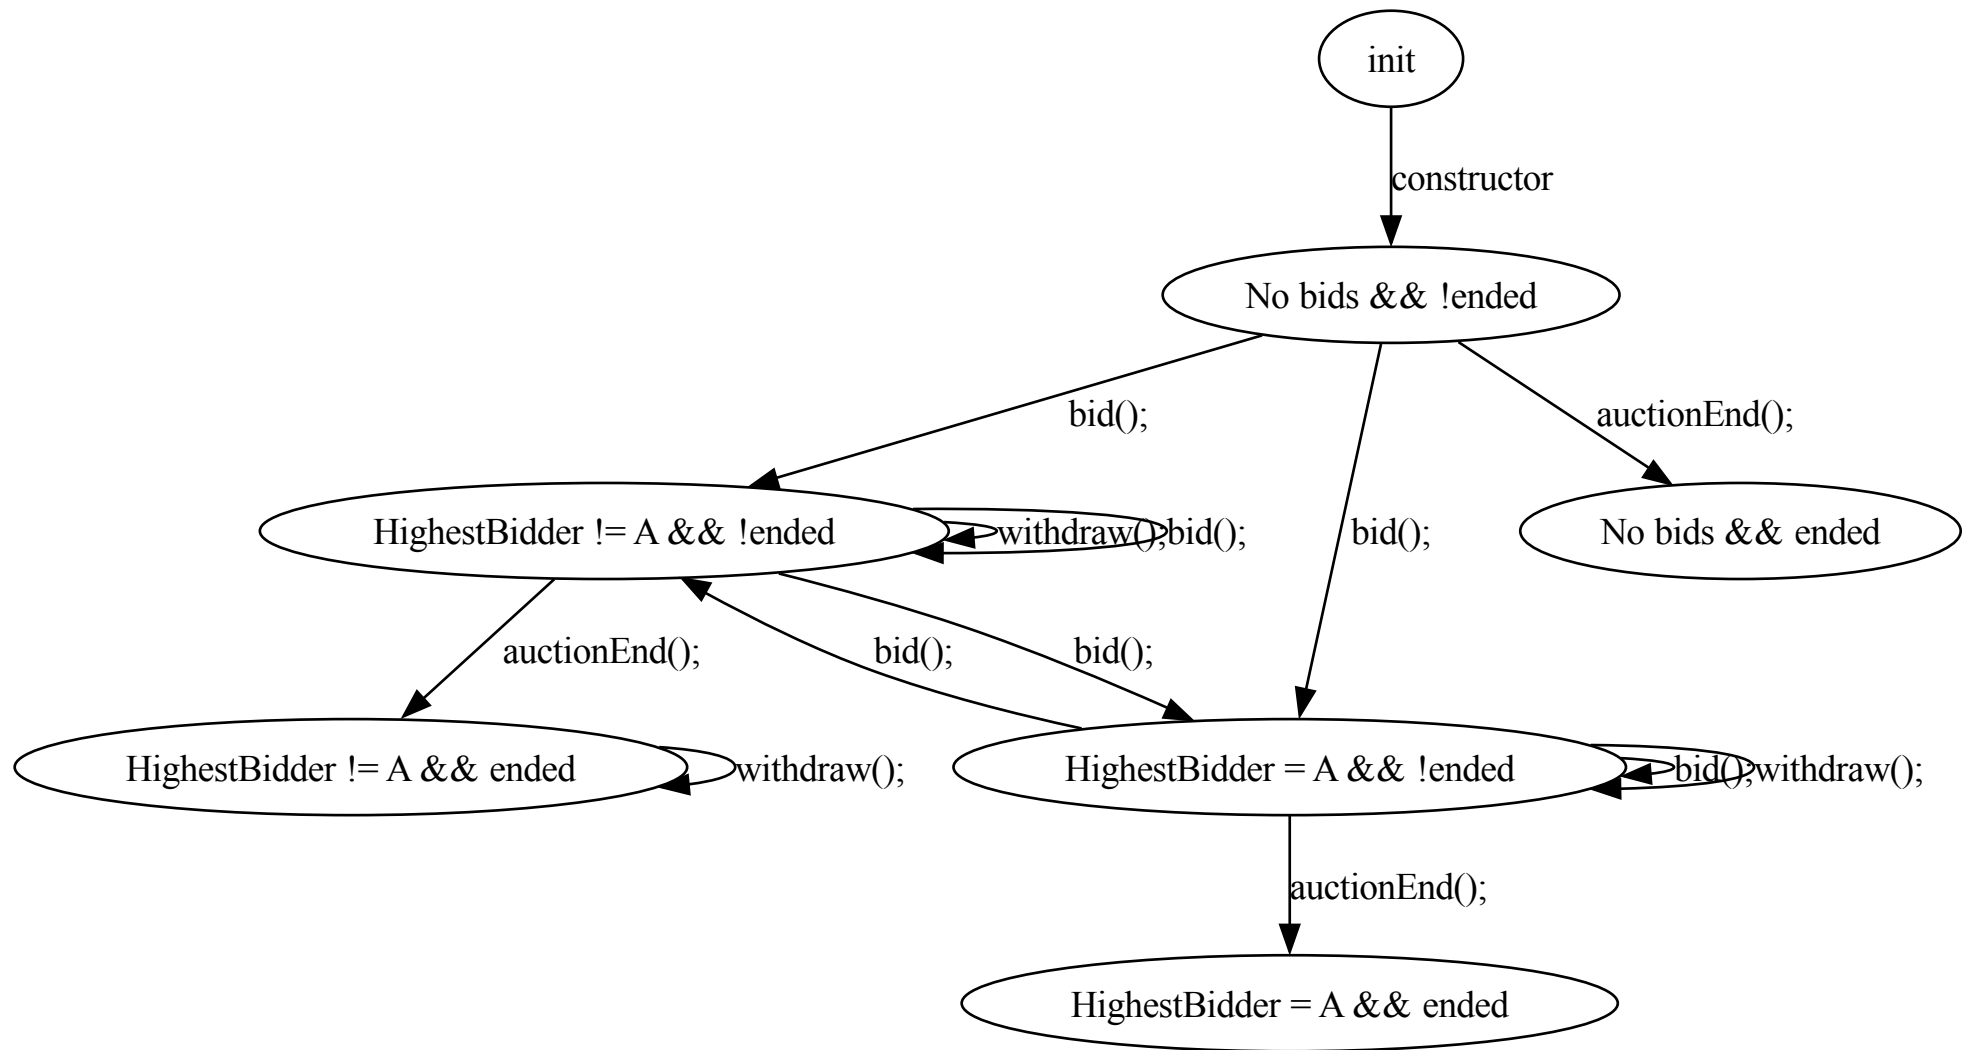 init
constructor
No bids && !ended
bid();
auctionEnd();
HighestBidder != A && !ended
withdraw();
bid();
bid();
No bids && ended
auctionEnd();
bid();
bid();
HighestBidder != A && ended
withdraw();
HighestBidder = A && !ended
bid();
withdraw();
auctionEnd();
HighestBidder = A && ended